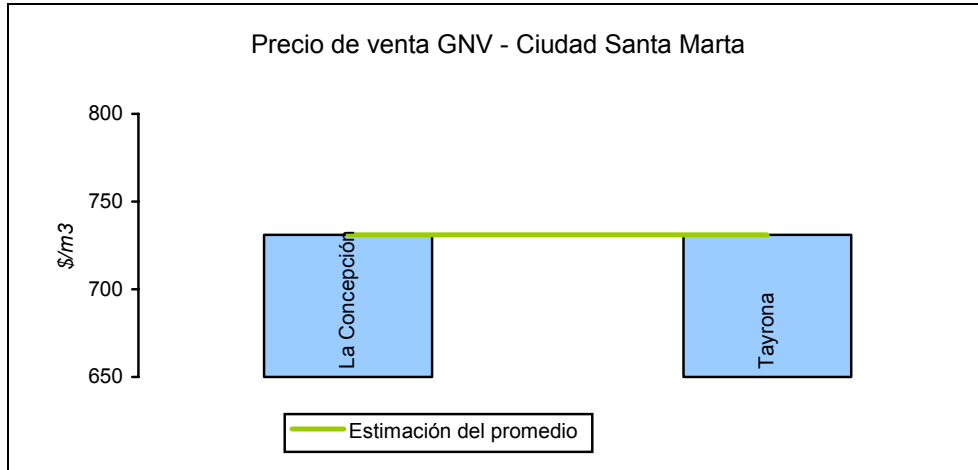 Precio de venta GNV - Ciudad Santa Marta
800
750
700
650
$/m3
La Concepción
Tayrona
Estimación del promedio